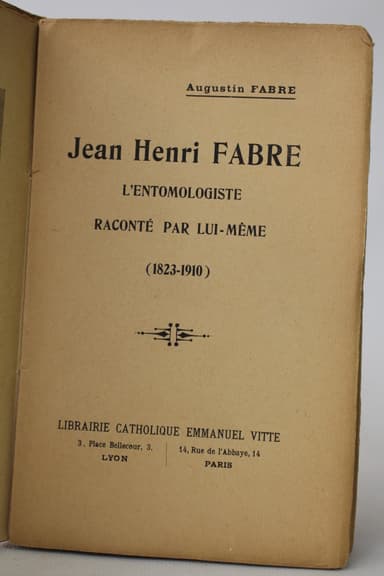 Augustin FABRE
Jean Henri FABRE
L'ENTOMOLOGISTE
RACONTÉ PAR LUI-MÊME
(1823-1910)
LIBRAIRIE CATHOLIQUE EMMANUEL VITTE
3, Place Bellecour, 3.
LYON
14, Rue de l'Abbaye, 14
PARIS